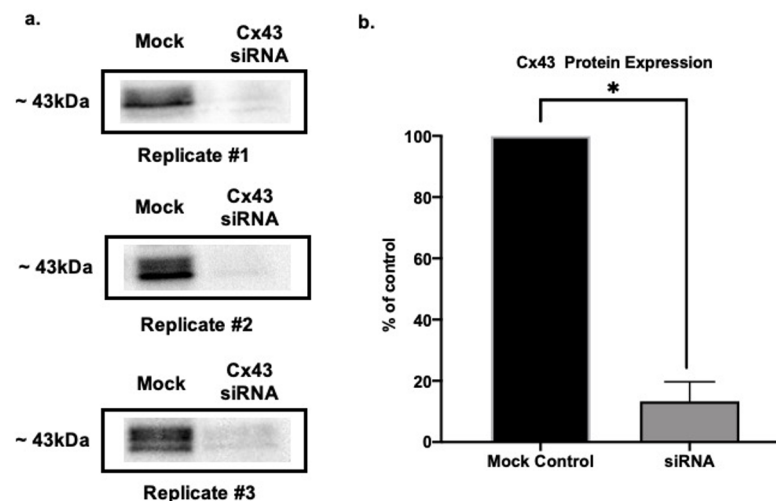 a.
Mock
Cx43
siRNA
~ 43kDa
Replicate #1
Mock
Cx43
siRNA
~ 43kDa
Replicate #2
Mock
Cx43
siRNA
~ 43kDa
Replicate #3
b.
Cx43 Protein Expression
*
% of control
100
80
60
40
20
0
Mock Control
siRNA